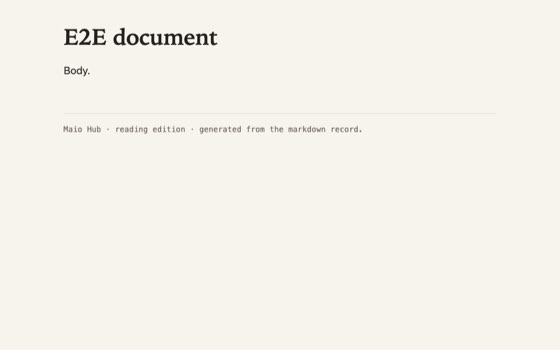 E2E document
Body.
Maio Hub · reading edition · generated from the markdown record.